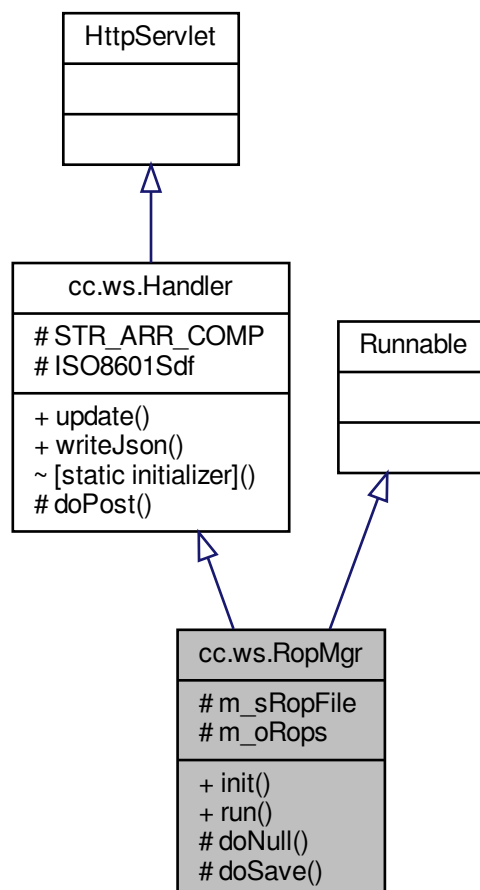 HttpServlet
cc.ws.Handler
# STR_ARR_COMP
# ISO8601Sdf
+ update()
+ writeJson()
~ [static initializer]()
# doPost()
Runnable
cc.ws.RopMgr
# m_sRopFile
# m_oRops
+ init()
+ run()
# doNull()
# doSave()